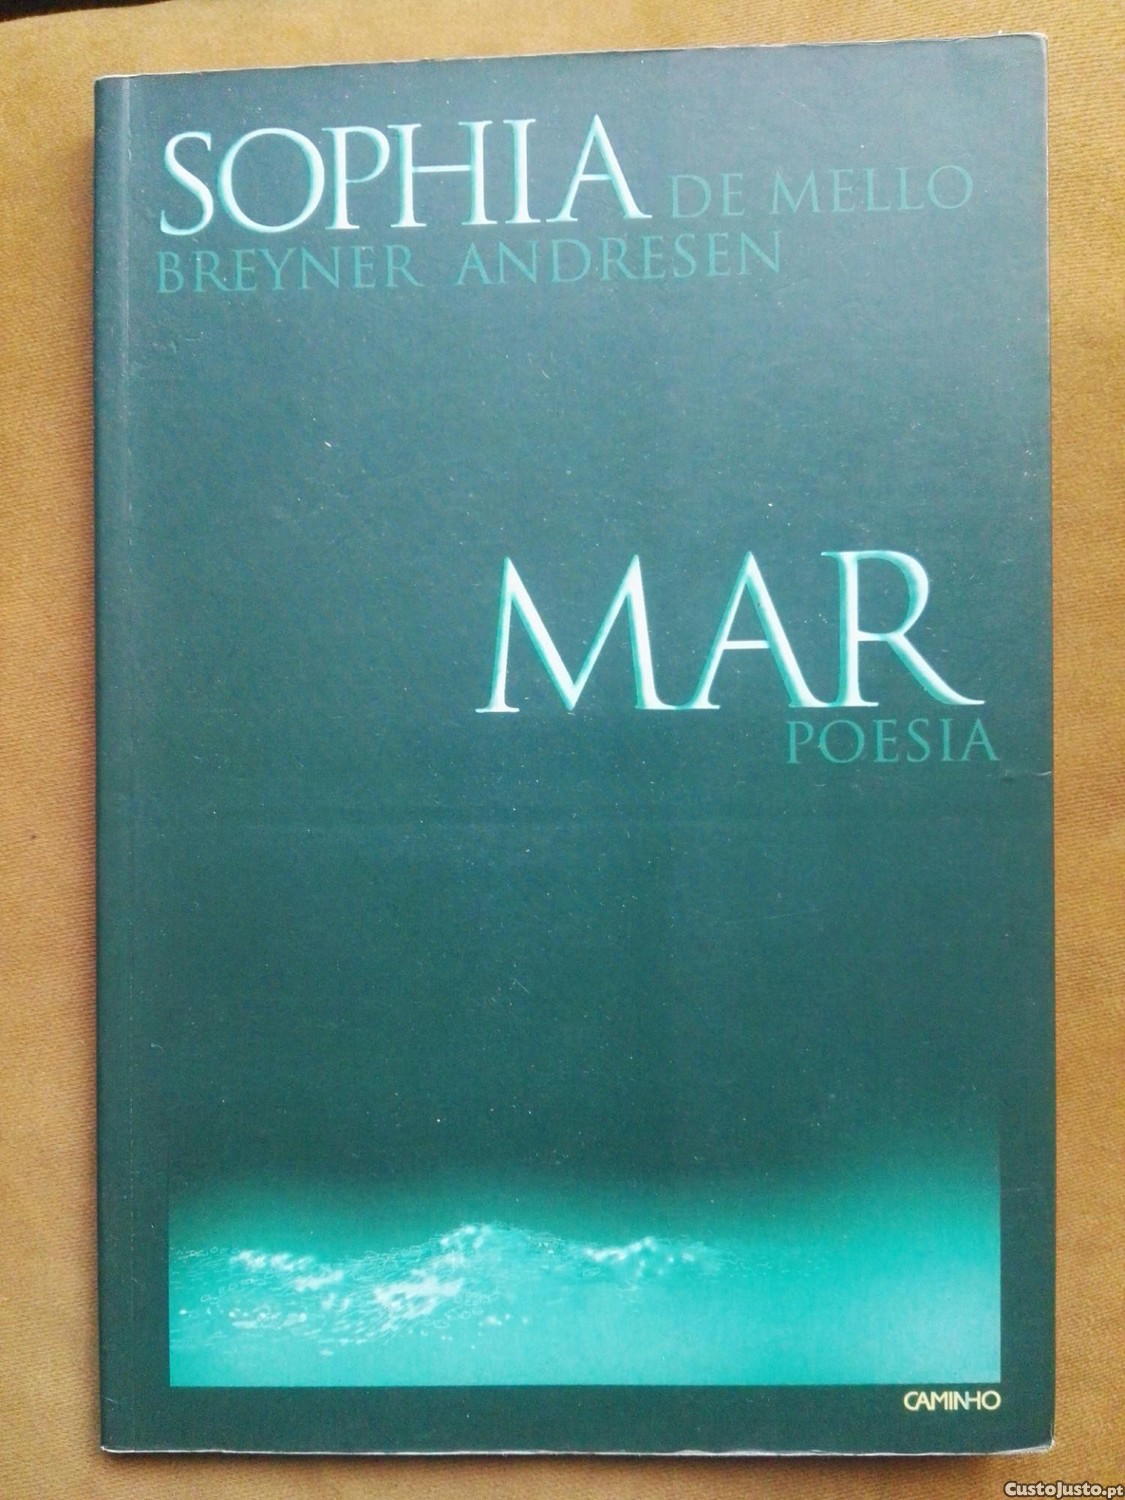 SOPHIA DE MELLO
BREYNER ANDRESEN
MAR
POESIA
CAMINHO
CustoJusto.pt